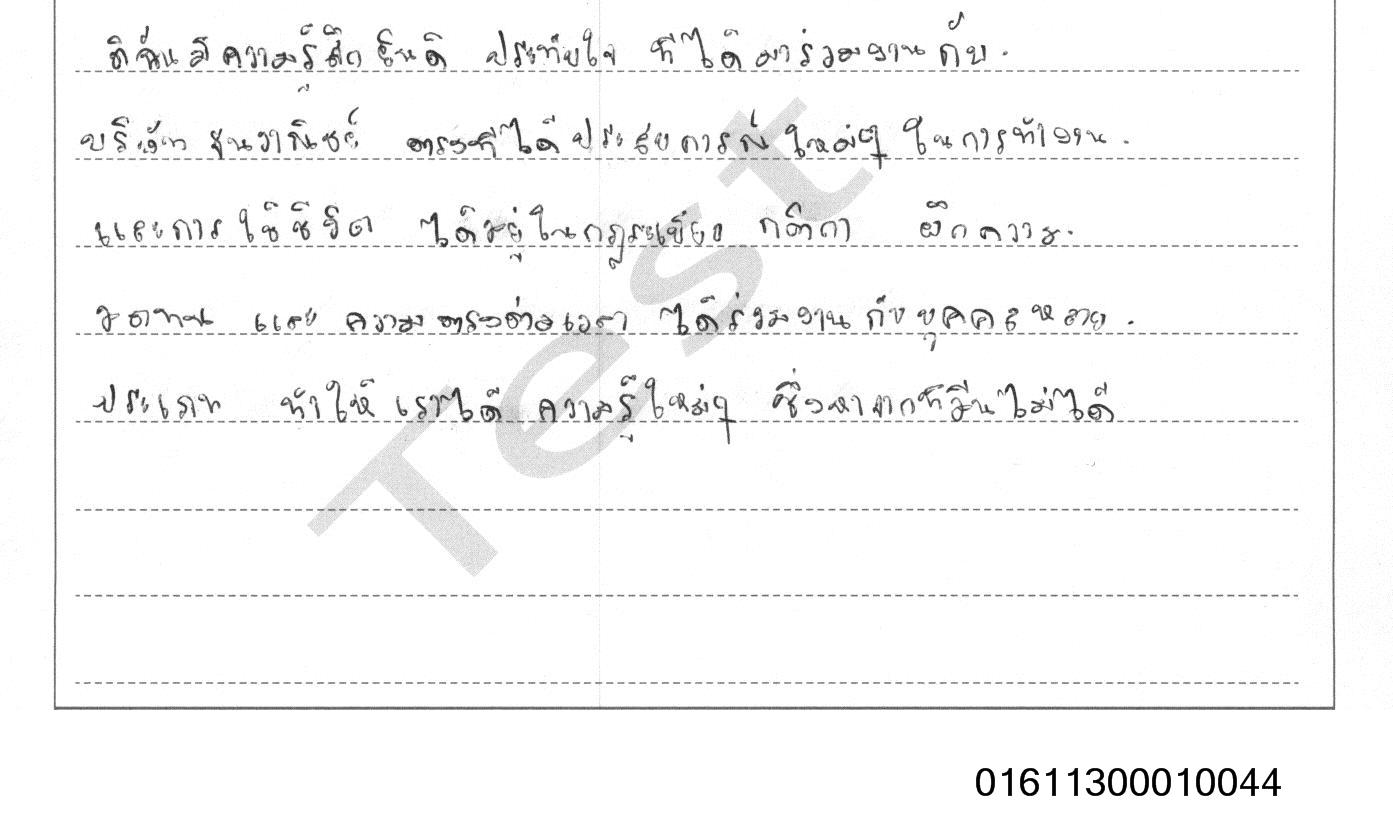 ดิฉันมีความรู้สึกยินดี ประทับใจ ที่ได้มาร่วมงานกับ
บริษัท ตรงที่ได้ประสบการณ์ใหม่ๆ ในการทำงาน
และการใช้ชีวิต ได้อยู่ในกฎระเบียบ กติกา ฝึกความ
อดทน และ ความตรงต่อเวลา ได้ร่วมงานกับบุคคลหลาย
ประเภท ทำให้เราได้ ความรู้ใหม่ๆ ซึ่งหาจากที่อื่นไม่ได้
Test
01611300010044